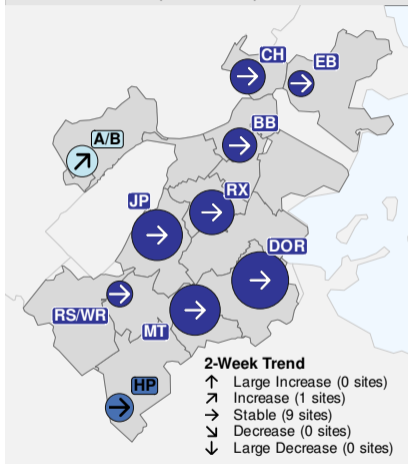 CH
EB
BB
A/B
RX
JP
DOR
RS/WR
MT
HP
2-Week Trend
↑ Large Increase (0 sites)
↗ Increase (1 sites)
→ Stable (9 sites)
↘ Decrease (0 sites)
↓ Large Decrease (0 sites)